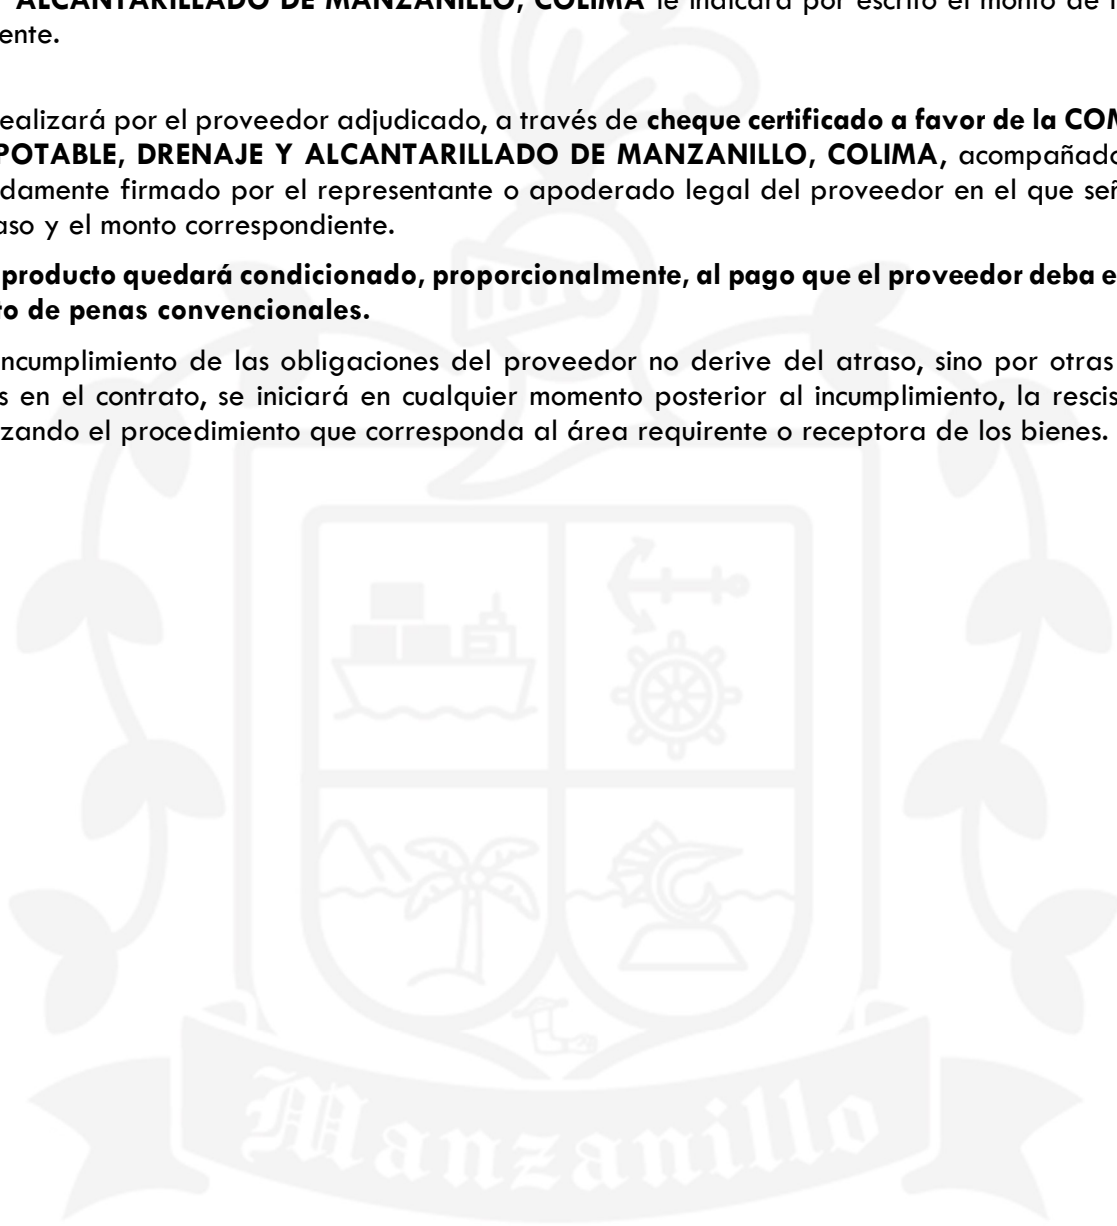 ALCANTARILLADO DE MANZANILLO, COLIMA le indicará por escrito el monto de
ente.
ealizará por el proveedor adjudicado, a través de cheque certificado a favor de la COM
POTABLE, DRENAJE Y ALCANTARILLADO DE MANZANILLO, COLIMA, acompañado
damente firmado por el representante o apoderado legal del proveedor en el que señ
aso y el monto correspondiente.
producto quedará condicionado, proporcionalmente, al pago que el proveedor deba e
to de penas convencionales.
ncumplimiento de las obligaciones del proveedor no derive del atraso, sino por otras
s en el contrato, se iniciará en cualquier momento posterior al incumplimiento, la rescis
zando el procedimiento que corresponda al área requirente o receptora de los bienes.
Manzanillo